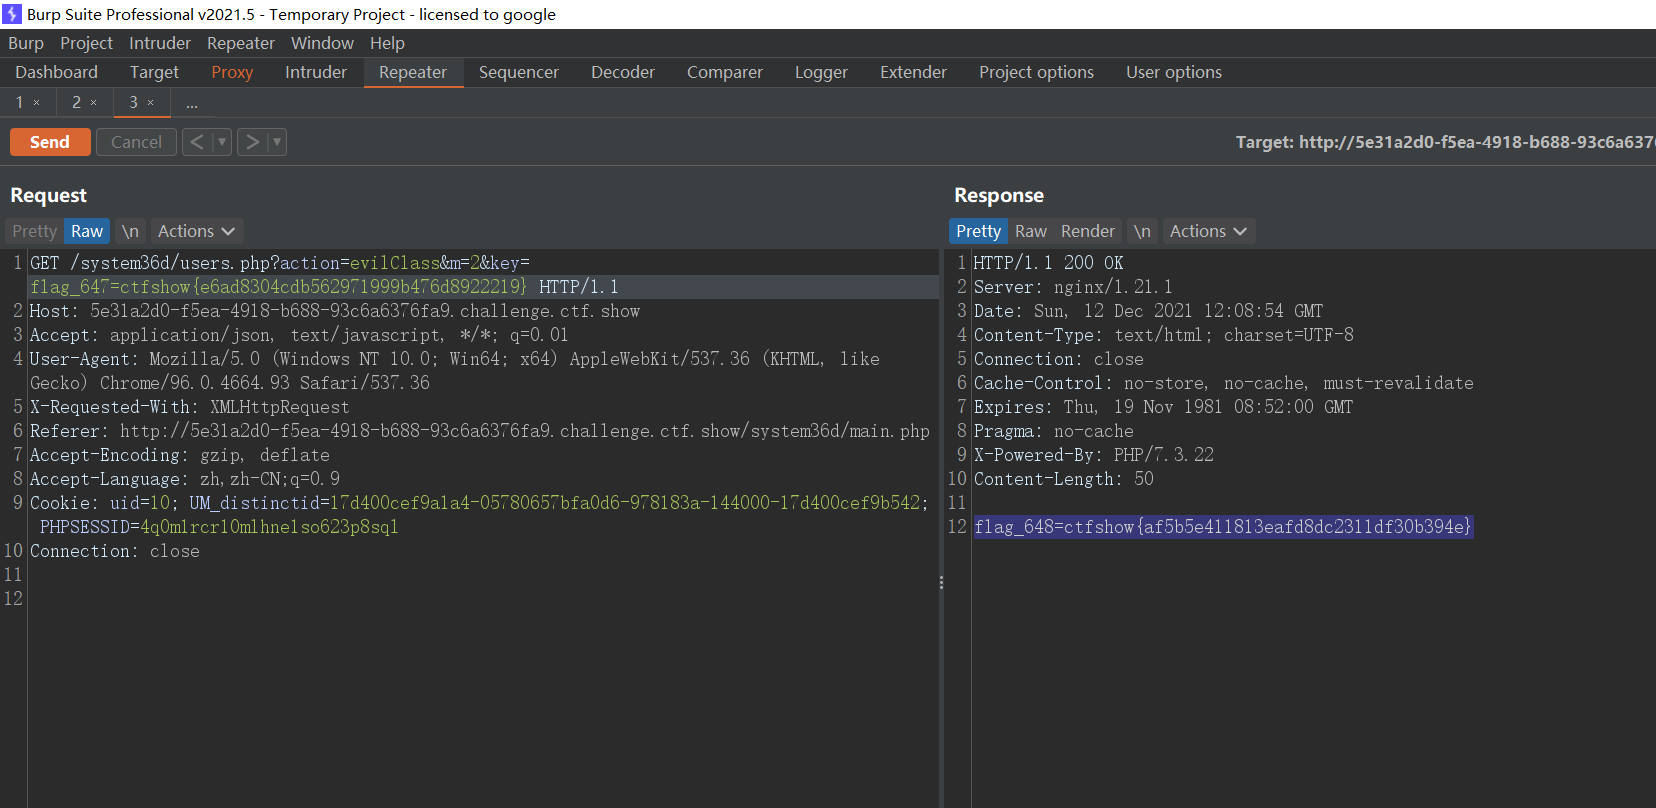 Burp Suite Professional v2021.5 - Temporary Project - licensed to google
Burp Project Intruder Repeater Window Help
Dashboard Target Proxy Intruder Repeater Sequencer Decoder Comparer Logger Extender Project options User options
1 × 2 × 3 × ...
Send Cancel < ▼ > ▼ Target: http://5e31a2d0-f5ea-4918-b688-93c6a6376
Request
Pretty Raw \n Actions
1 GET /system36d/users.php?action=evilClass&m=2&key=
flag_647=ctfshow{e6ad8304cdb562971999b476d8922219} HTTP/1.1
2 Host: 5e31a2d0-f5ea-4918-b688-93c6a6376fa9.challenge.ctf.show
3 Accept: application/json, text/javascript, */*; q=0.01
4 User-Agent: Mozilla/5.0 (Windows NT 10.0; Win64; x64) AppleWebKit/537.36 (KHTML, like
Gecko) Chrome/96.0.4664.93 Safari/537.36
5 X-Requested-With: XMLHttpRequest
6 Referer: http://5e31a2d0-f5ea-4918-b688-93c6a6376fa9.challenge.ctf.show/system36d/main.php
7 Accept-Encoding: gzip, deflate
8 Accept-Language: zh,zh-CN;q=0.9
9 Cookie: uid=10; UM_distinctid=17d400cef9a1a4-05780657bfa0d6-978183a-144000-17d400cef9b542;
PHPSESSID=4q0mlrcrl0mlhnelso623p8sql
10 Connection: close
11
12
Response
Pretty Raw Render \n Actions
1 HTTP/1.1 200 OK
2 Server: nginx/1.21.1
3 Date: Sun, 12 Dec 2021 12:08:54 GMT
4 Content-Type: text/html; charset=UTF-8
5 Connection: close
6 Cache-Control: no-store, no-cache, must-revalidate
7 Expires: Thu, 19 Nov 1981 08:52:00 GMT
8 Pragma: no-cache
9 X-Powered-By: PHP/7.3.22
10 Content-Length: 50
11
12 flag_648=ctfshow{af5b5e411813eafd8dc2311df30b394e}